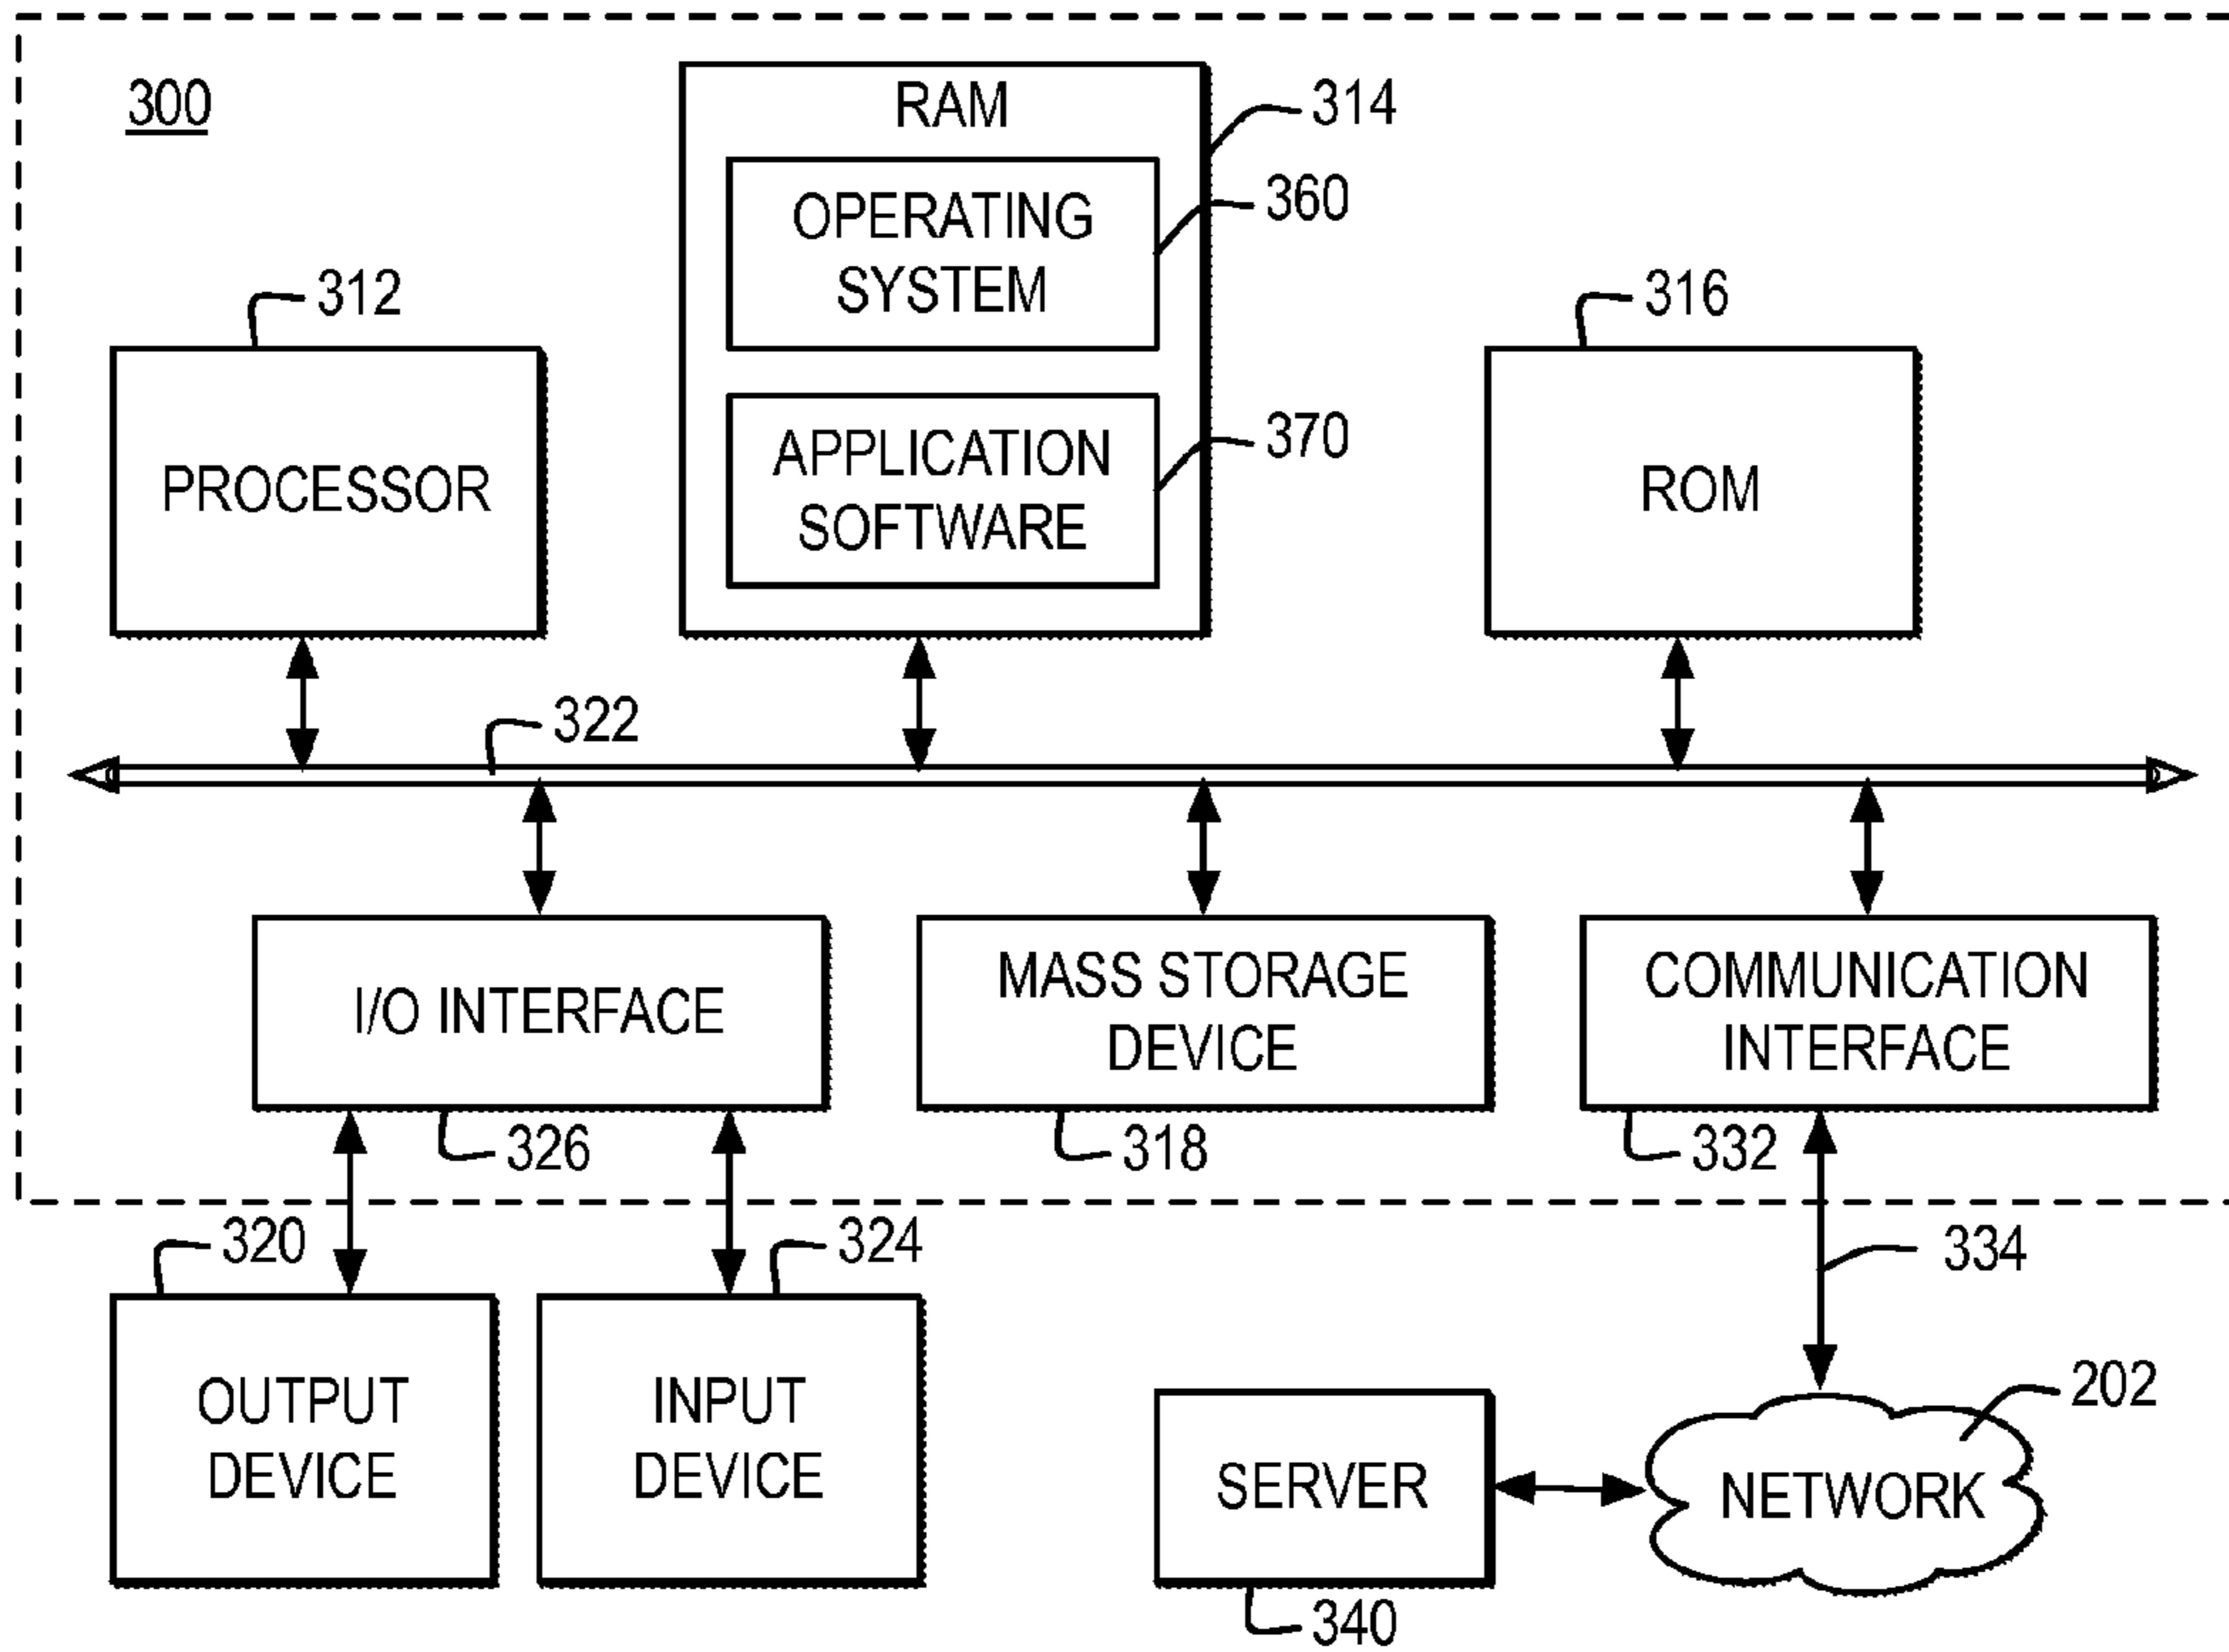 300
RAM
314
OPERATING
SYSTEM
360
312
316
APPLICATION
SOFTWARE
370
PROCESSOR
ROM
322
I/O INTERFACE
MASS STORAGE
DEVICE
COMMUNICATION
INTERFACE
326
318
332
320
324
334
OUTPUT
DEVICE
INPUT
DEVICE
SERVER
202
NETWORK
340